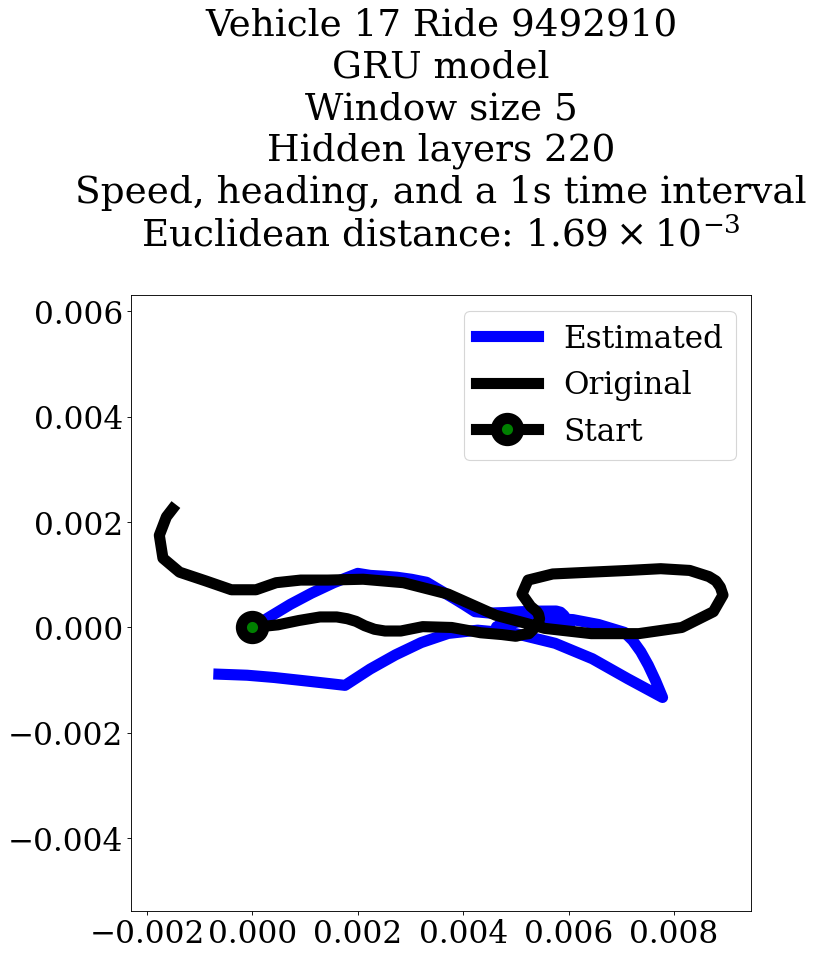 Vehicle 17 Ride 9492910
GRU model
Window size 5
Hidden layers 220
Speed, heading, and a 1s time interval
Euclidean distance: 1.69 × 10⁻³
Estimated
Original
Start
0.006
0.004
0.002
0.000
−0.002
−0.004
−0.002 0.000 0.002 0.004 0.006 0.008